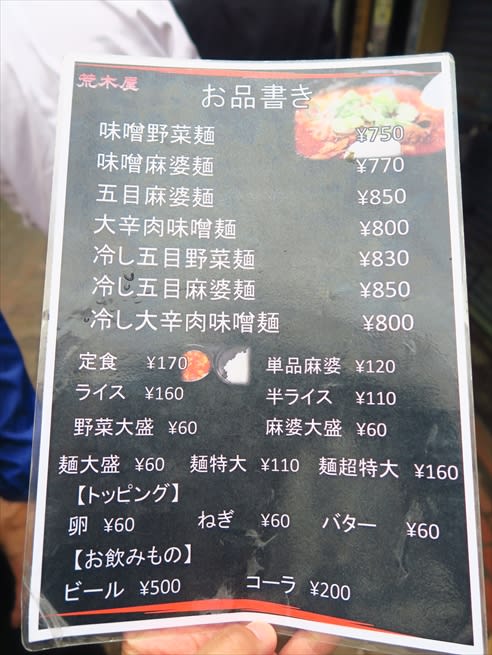 荒木屋
お品書き
味噌野菜麺 ¥750
味噌麻婆麺 ¥770
五目麻婆麺 ¥850
大辛肉味噌麺 ¥800
冷し五目野菜麺 ¥830
冷し五目麻婆麺 ¥850
冷し大辛肉味噌麺 ¥800
定食 ¥170 単品麻婆 ¥120
ライス ¥160 半ライス ¥110
野菜大盛 ¥60 麻婆大盛 ¥60
麺大盛 ¥60 麺特大 ¥110 麺超特大 ¥160
【トッピング】
卵 ¥60 ねぎ ¥60 バター ¥60
【お飲みもの】
ビール ¥500 コーラ ¥200